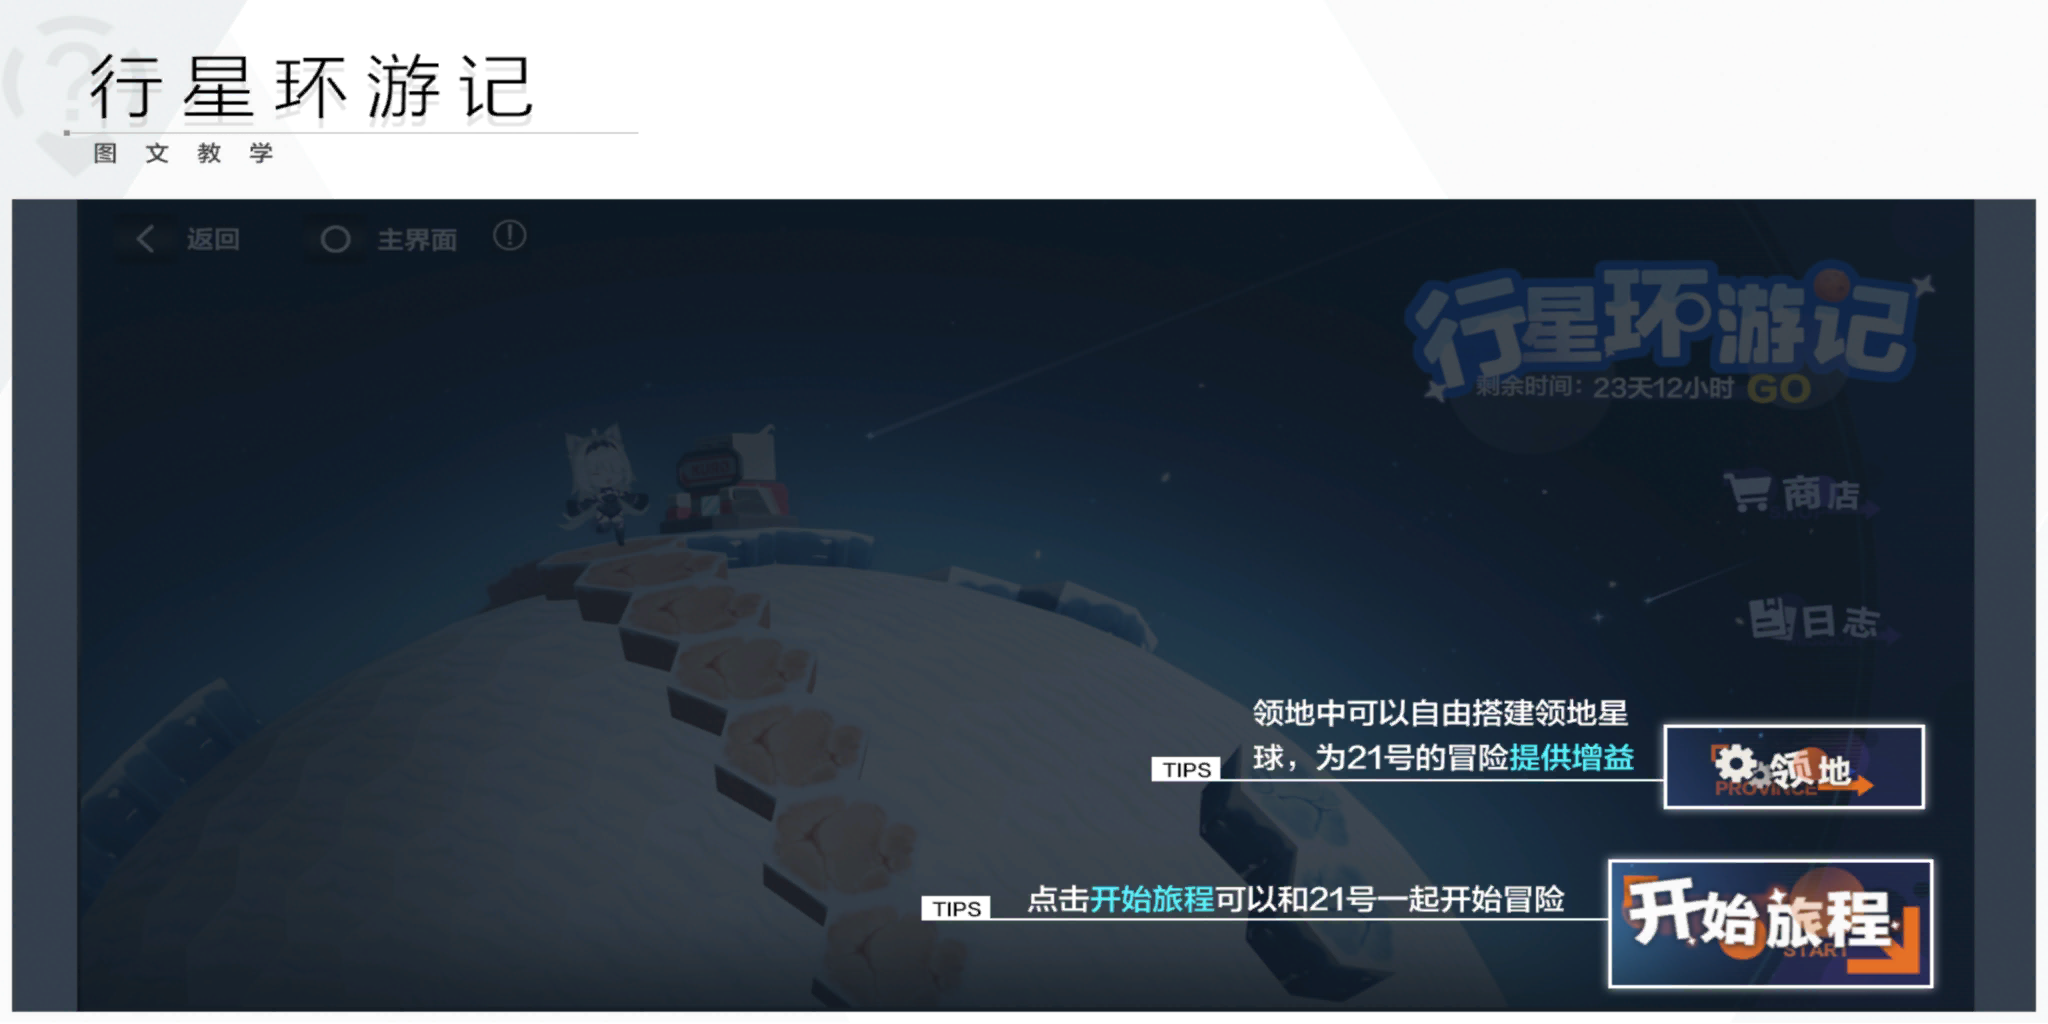 行星环游记
图文教学
返回
主界面
行星环游记
剩余时间：23天12小时 GO
商店
日志
领地中可以自由搭建领地星
球，为21号的冒险提供增益
TIPS
领地
PROVINCE
点击开始旅程可以和21号一起开始冒险
TIPS
开始旅程
START